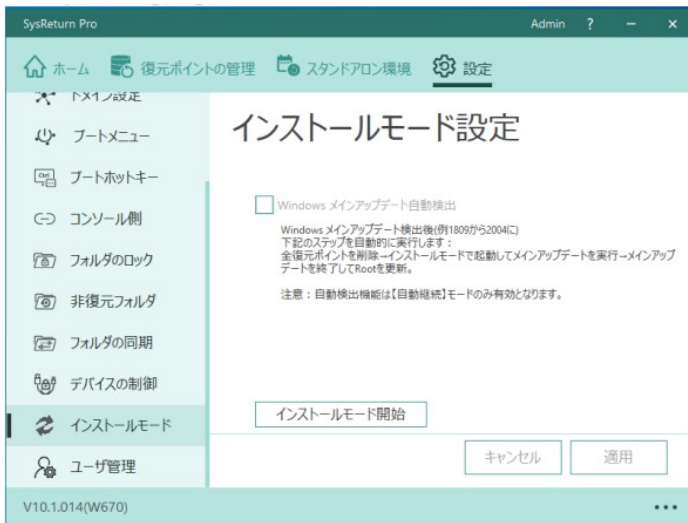 SysReturn Pro
Admin ? − ×
ホーム 復元ポイントの管理 スタンドアロン環境 設定
ドメイン設定
ブートメニュー
ブートホットキー
コンソール側
フォルダのロック
非復元フォルダ
フォルダの同期
デバイスの制御
インストールモード
ユーザ管理
インストールモード設定
Windows メインアップデート自動検出
Windows メインアップデート検出後(例1809から2004に)
下記のステップを自動的に実行します：
全復元ポイントを削除→インストールモードで起動してメインアップデートを実行→メインアップ
デートを終了してRootを更新。
注意：自動検出機能は【自動継続】モードのみ有効となります。
インストールモード開始
キャンセル 適用
V10.1.014(W670)